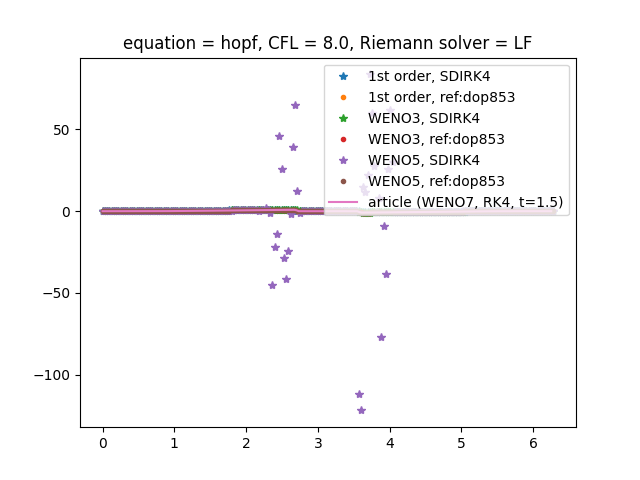 equation = hopf, CFL = 8.0, Riemann solver = LF
1st order, SDIRK4
1st order, ref:dop853
WENO3, SDIRK4
WENO3, ref:dop853
WENO5, SDIRK4
WENO5, ref:dop853
article (WENO7, RK4, t=1.5)
50
0
−50
−100
0 1 2 3 4 5 6